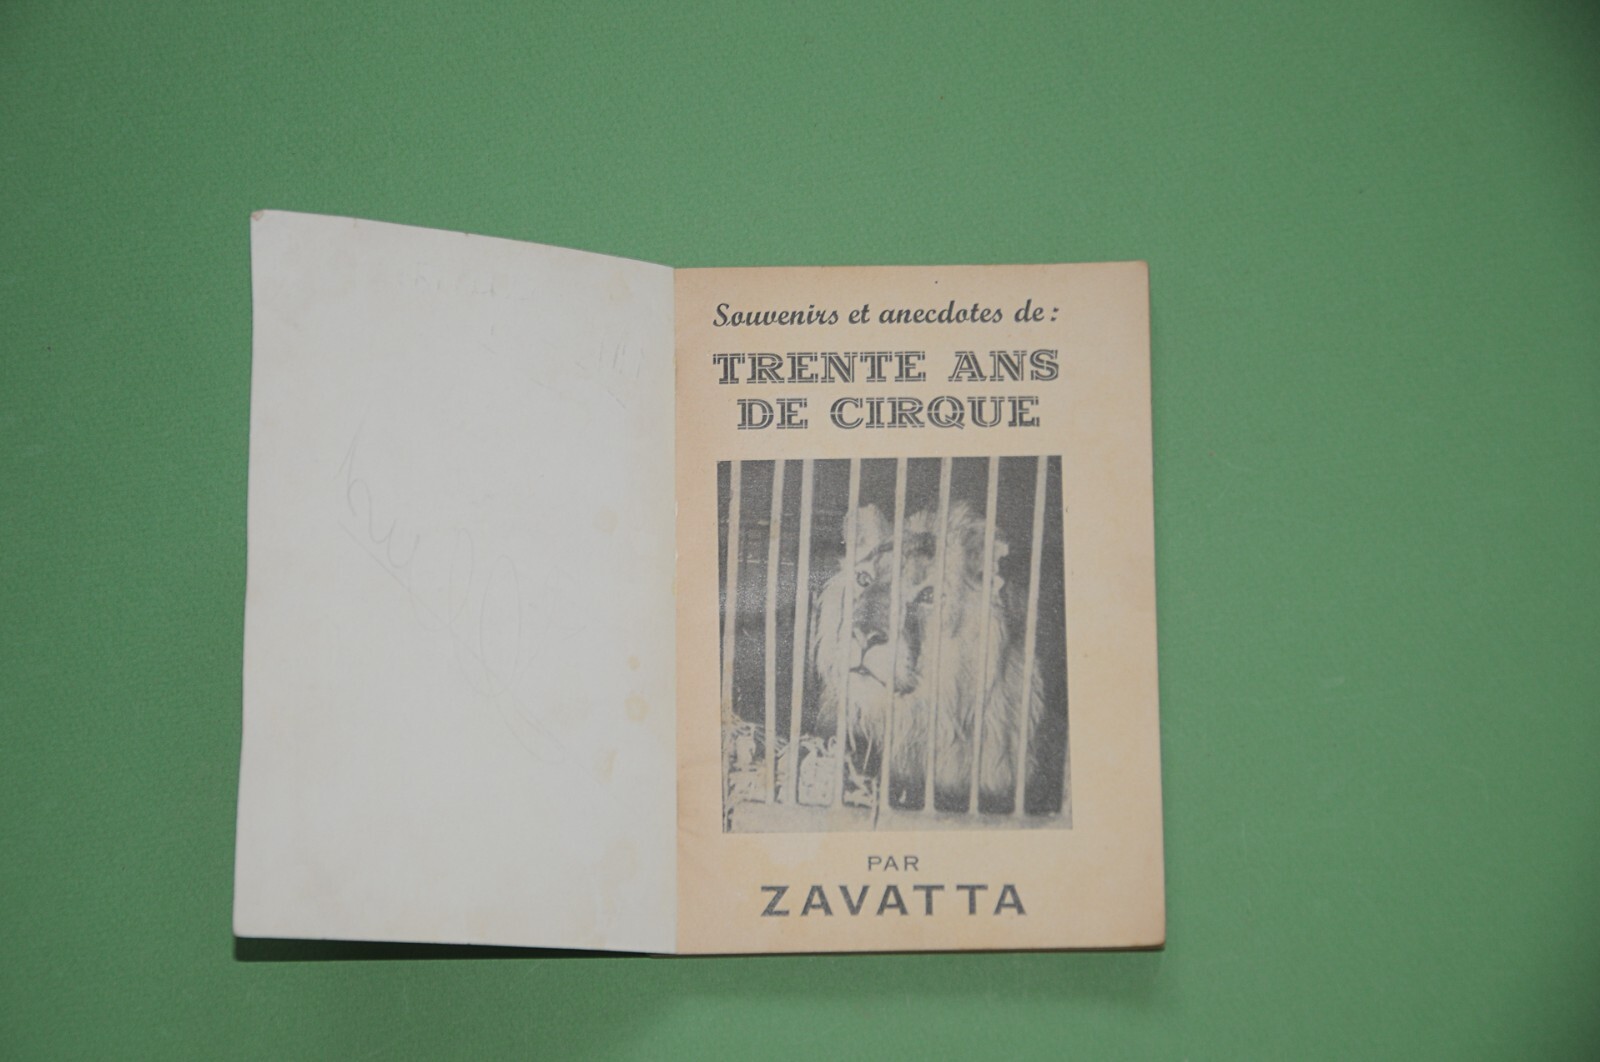 Souvenirs et anecdotes de :
TRENTE ANS
DE CIRQUE
PAR
ZAVATTA